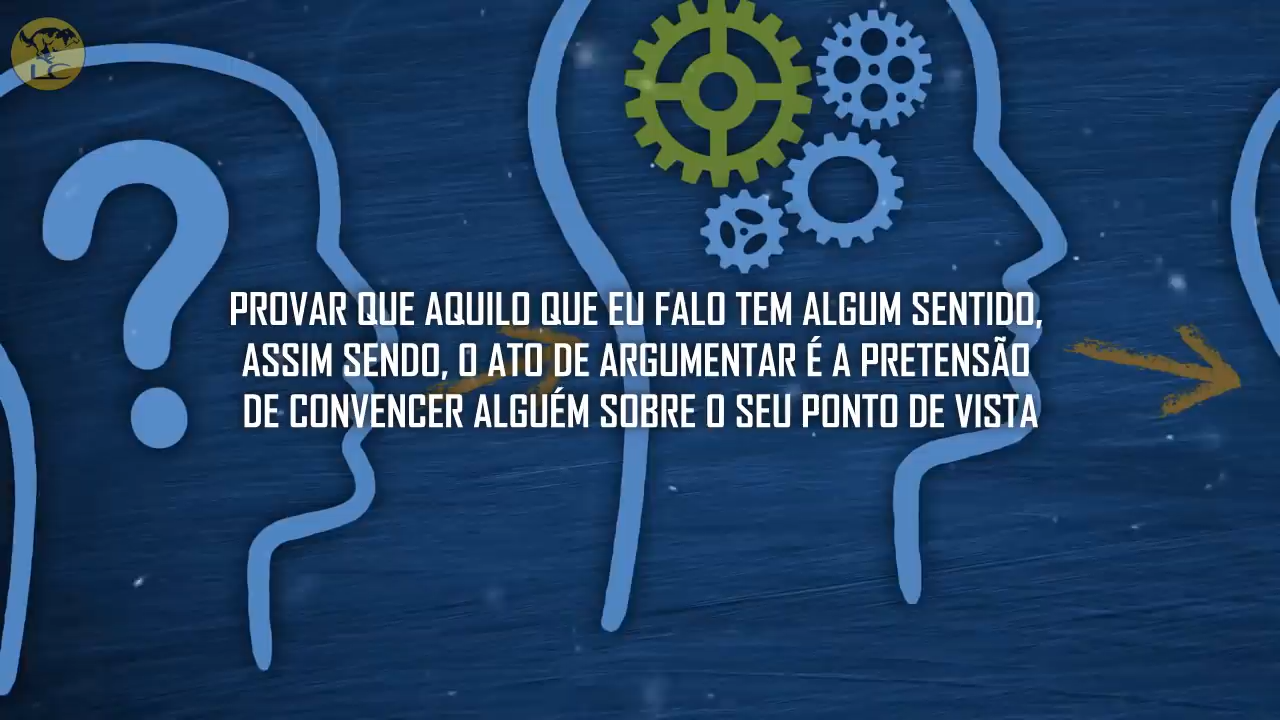 LC
PROVAR QUE AQUILO QUE EU FALO TEM ALGUM SENTIDO,
ASSIM SENDO, O ATO DE ARGUMENTAR É A PRETENSÃO
DE CONVENCER ALGUÉM SOBRE O SEU PONTO DE VISTA